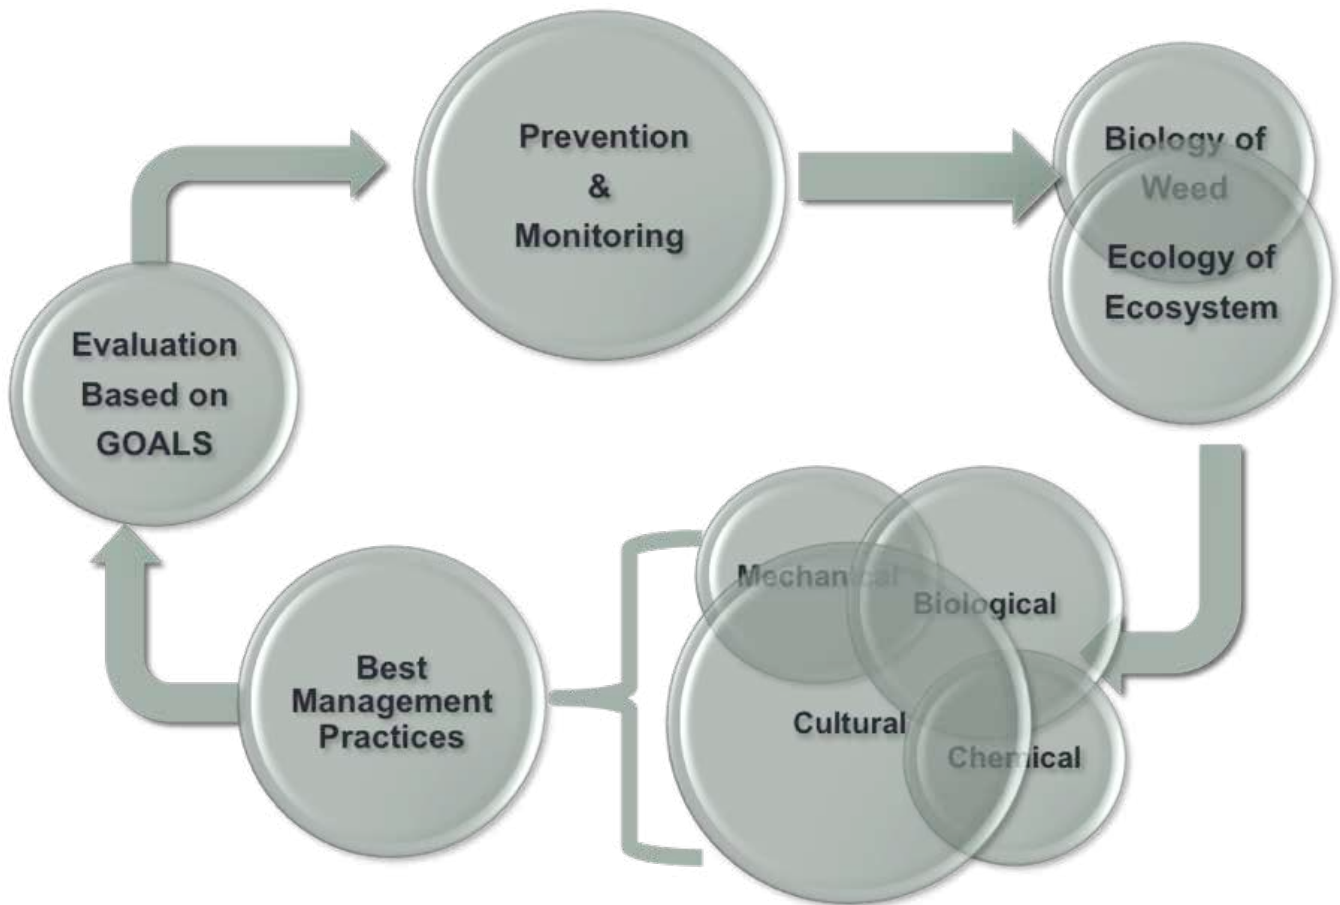 Prevention
&
Monitoring
Biology of
Weed
Ecology of
Ecosystem
Evaluation
Based on
GOALS
Mechanical
Biological
Cultural
Chemical
Best
Management
Practices